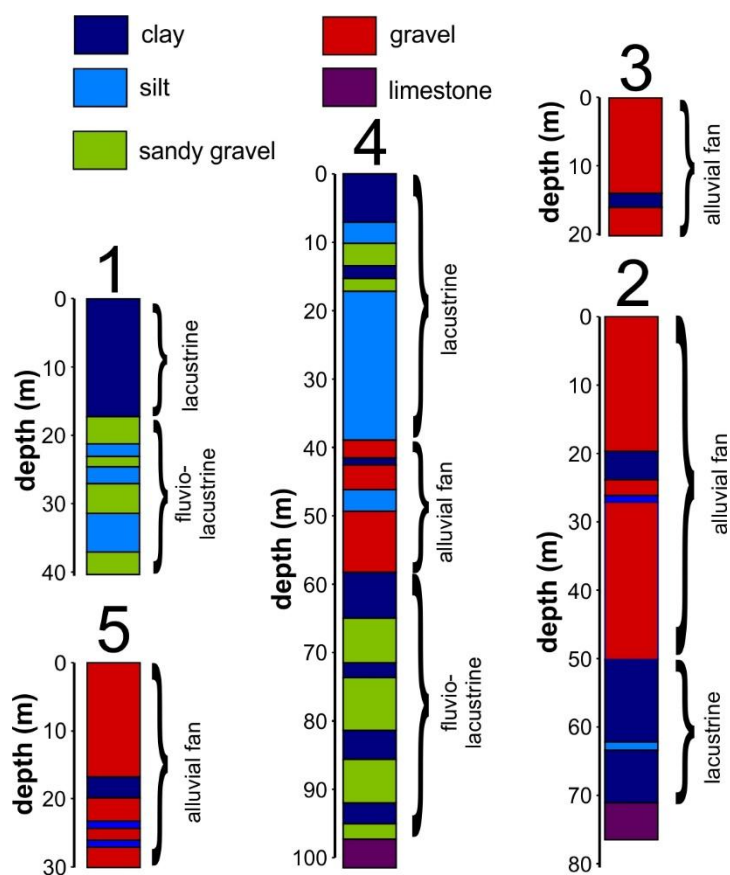 clay
silt
sandy gravel
gravel
limestone
3
depth (m)
0
10
20
alluvial fan
4
depth (m)
0
10
20
30
40
50
60
70
80
90
100
lacustrine
alluvial fan
fluvio-
lacustrine
1
depth (m)
0
10
20
30
40
lacustrine
fluvio-
lacustrine
2
depth (m)
0
10
20
30
40
50
60
70
80
alluvial fan
lacustrine
5
depth (m)
0
10
20
30
alluvial fan